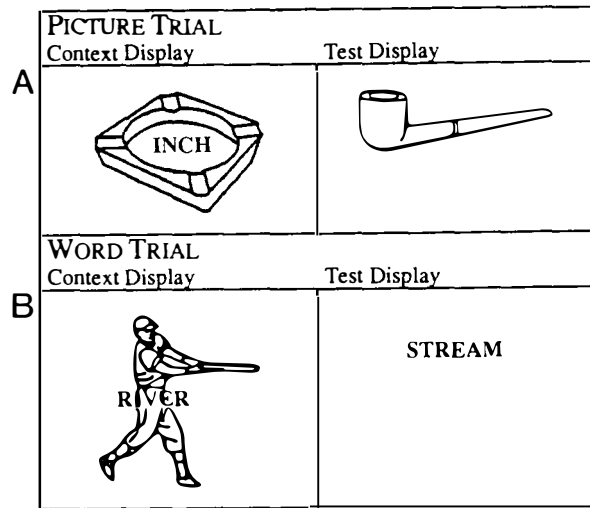 PICTURE TRIAL
Context Display Test Display
A
INCH
WORD TRIAL
Context Display Test Display
B
STREAM
RIVER